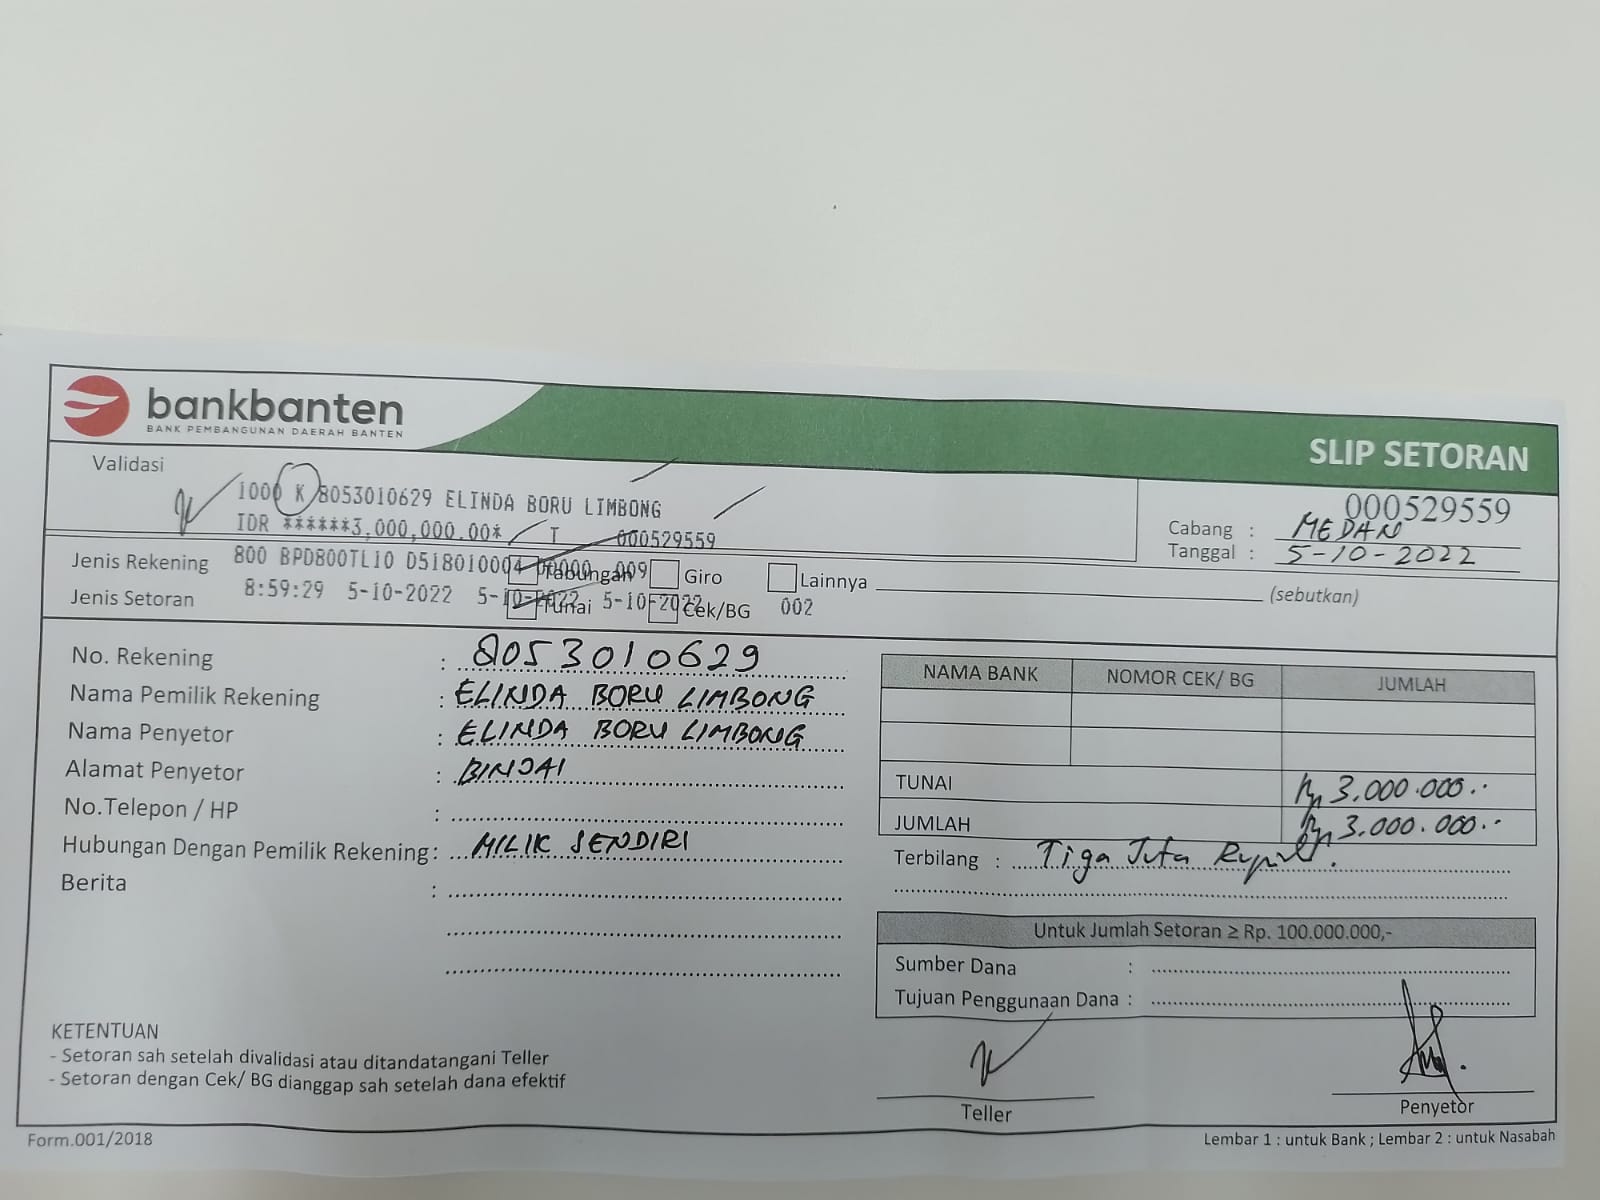 bankbanten
BANK PEMBANGUNAN DAERAH BANTEN
SLIP SETORAN
Validasi
1000 K 8053010629 ELINDA BORU LIMBONG
IDR ******3,000,000.00* T 000529559
800 BPD800TL10 D518010004 00000 009
8:59:29 5-10-2022 5-10-2022 5-10-2022 002
000529559
Cabang : MEDAN
Tanggal : 5-10-2022
Jenis Rekening Tabungan Giro Lainnya (sebutkan)
Jenis Setoran Tunai Cek/BG
No. Rekening : 8053010629
Nama Pemilik Rekening : ELINDA BORU LIMBONG
Nama Penyetor : ELINDA BORU LIMBONG
Alamat Penyetor : BINJAI
No.Telepon / HP :
Hubungan Dengan Pemilik Rekening: MILIK SENDIRI
Berita :
NAMA BANK NOMOR CEK/ BG JUMLAH
TUNAI Rp 3.000.000..
JUMLAH Rp 3.000.000.-
Terbilang : Tiga Juta Rupiah.
Untuk Jumlah Setoran ≥ Rp. 100.000.000,-
Sumber Dana :
Tujuan Penggunaan Dana :
KETENTUAN
- Setoran sah setelah divalidasi atau ditandatangani Teller
- Setoran dengan Cek/ BG dianggap sah setelah dana efektif
Teller
Penyetor
Form.001/2018
Lembar 1 : untuk Bank ; Lembar 2 : untuk Nasabah